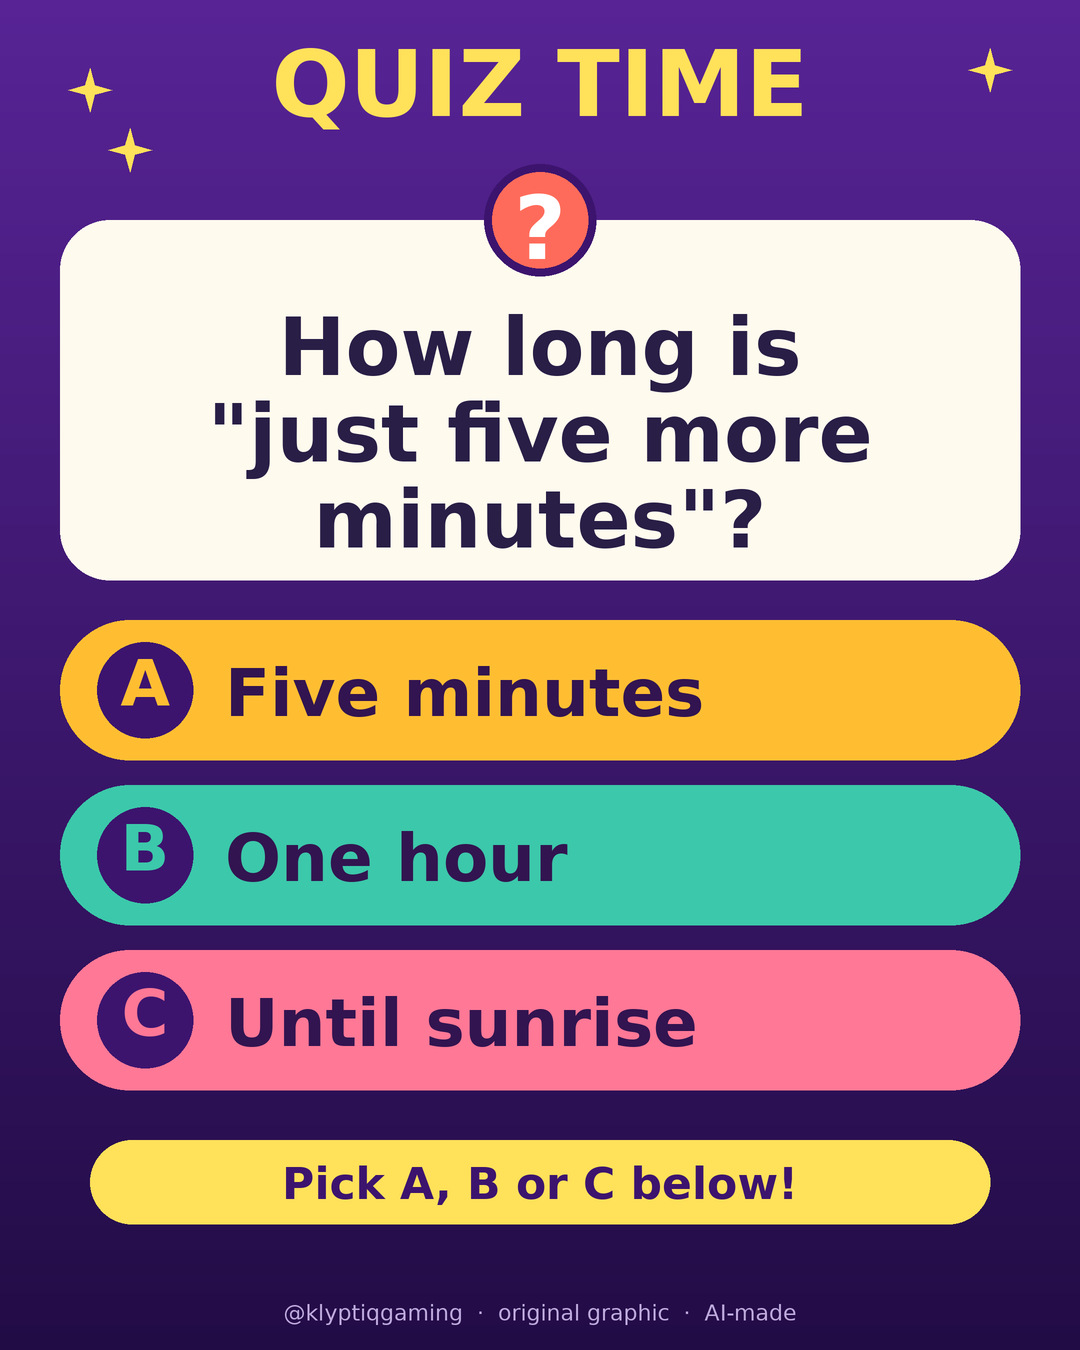 QUIZ TIME
?
How long is
"just five more
minutes"?
A Five minutes
B One hour
C Until sunrise
Pick A, B or C below!
@klyptiqgaming · original graphic · AI-made